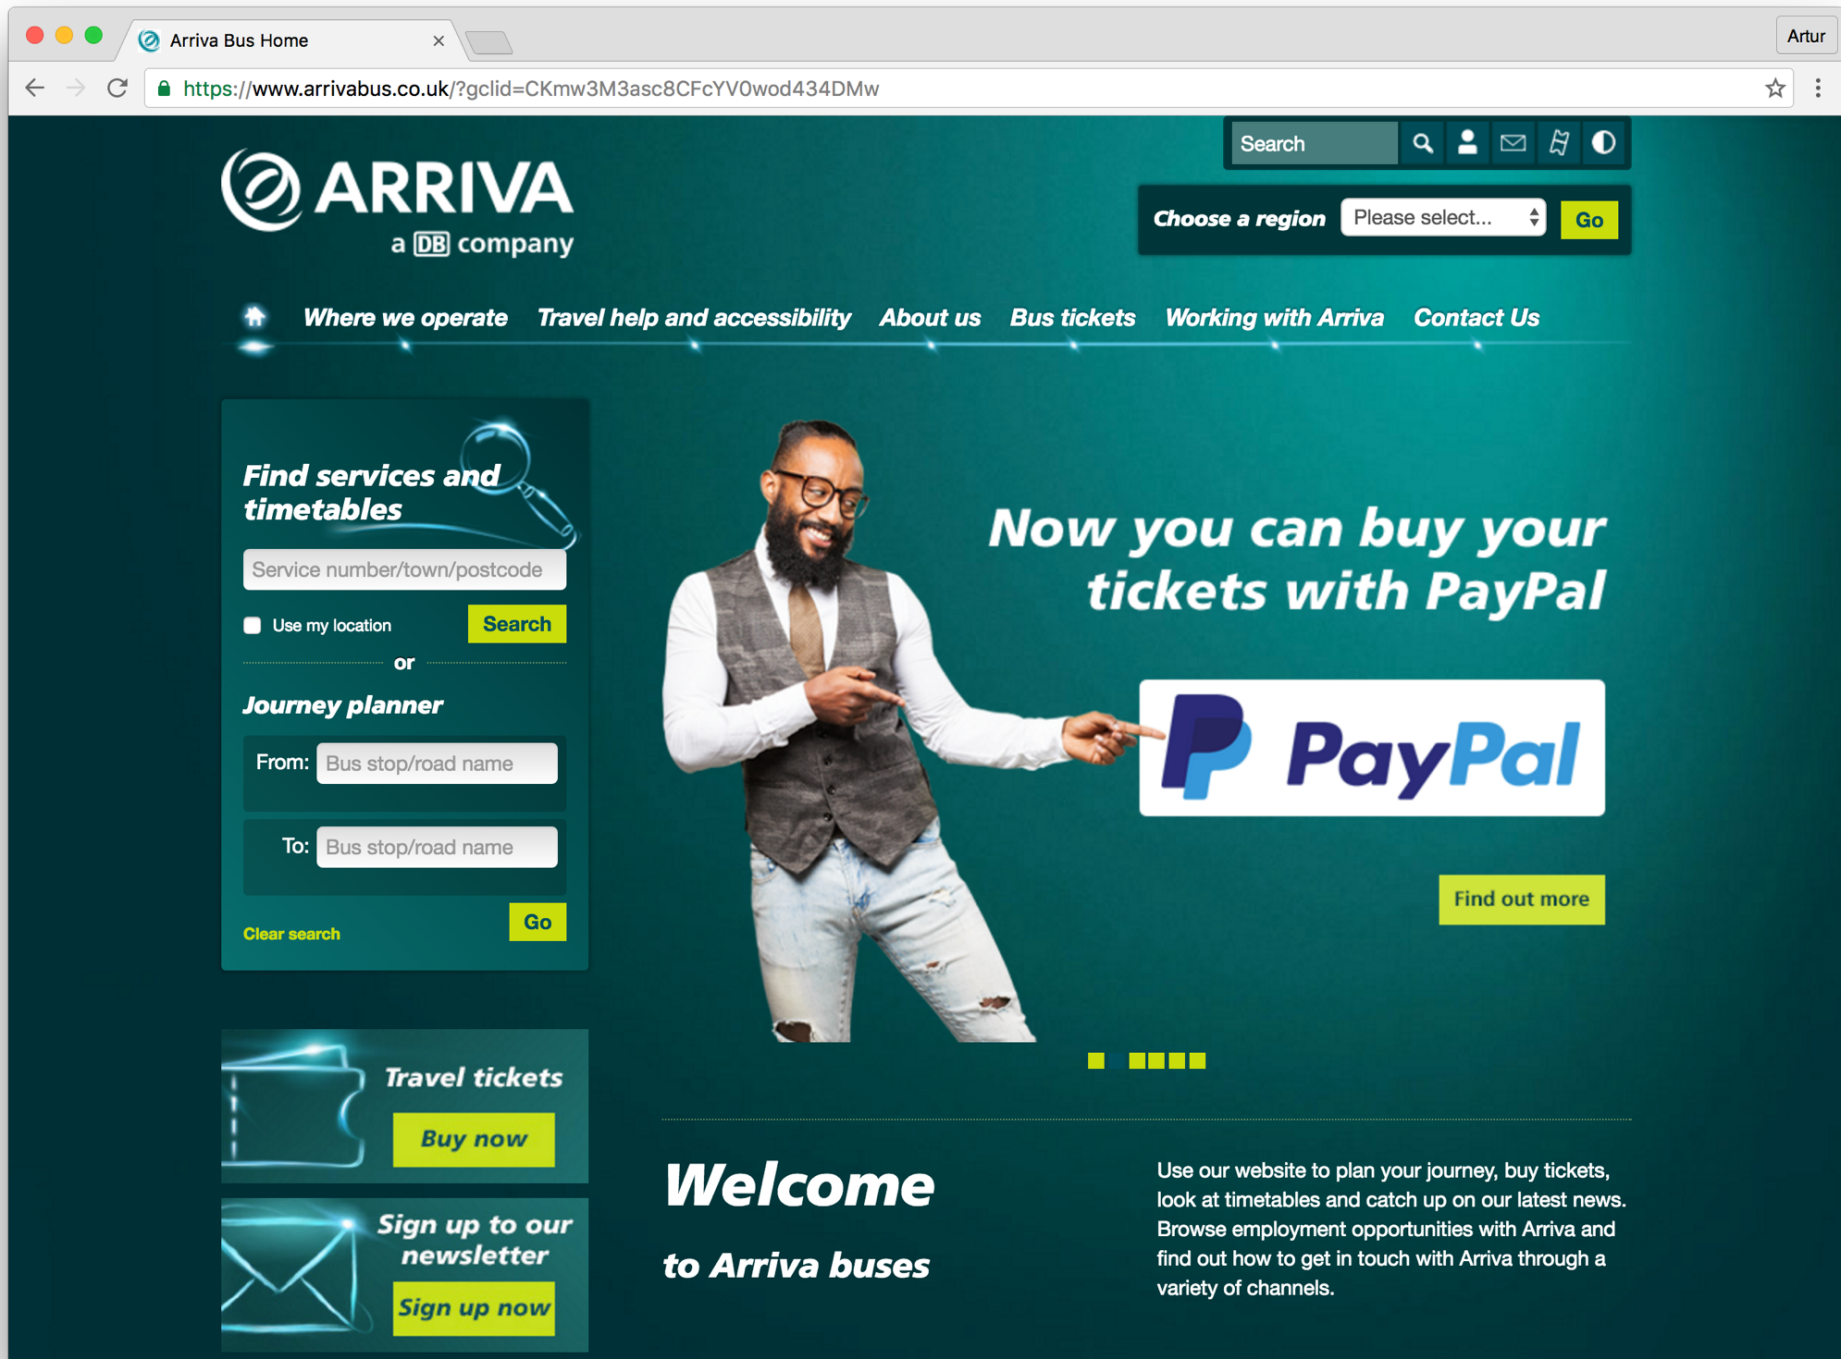 Arriva Bus Home
Artur
https://www.arrivabus.co.uk/?gclid=CKmw3M3asc8CFcYV0wod434DMw
Search
ARRIVA
a DB company
Choose a region
Please select...
Go
Where we operate
Travel help and accessibility
About us
Bus tickets
Working with Arriva
Contact Us
Find services and
timetables
Service number/town/postcode
Use my location
Search
or
Journey planner
From:
Bus stop/road name
To:
Bus stop/road name
Clear search
Go
Now you can buy your
tickets with PayPal
PayPal
Find out more
Travel tickets
Buy now
Sign up to our
newsletter
Sign up now
Welcome
to Arriva buses
Use our website to plan your journey, buy tickets,
look at timetables and catch up on our latest news.
Browse employment opportunities with Arriva and
find out how to get in touch with Arriva through a
variety of channels.